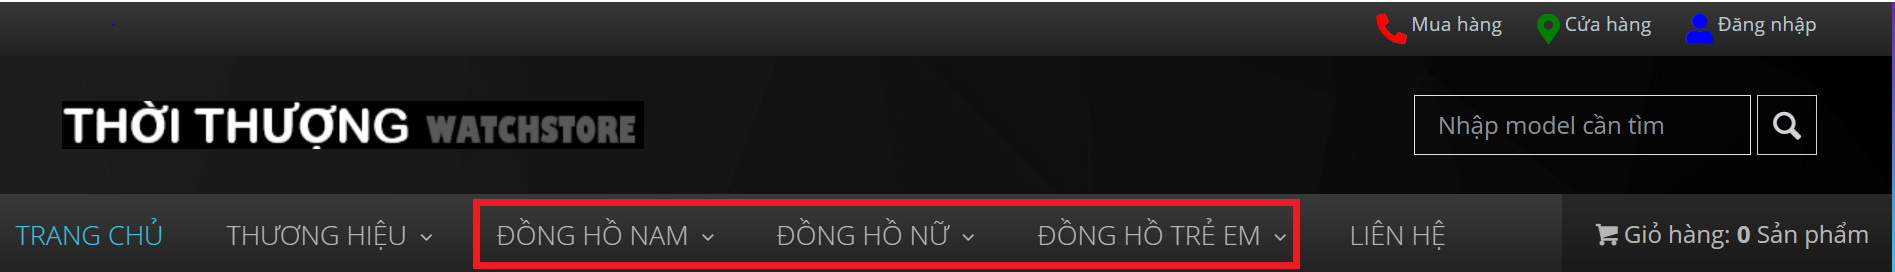 Mua hàng Cửa hàng Đăng nhập
THỜI THƯỢNG WATCHSTORE
Nhập model cần tìm
TRANG CHỦ THƯƠNG HIỆU ĐỒNG HỒ NAM ĐỒNG HỒ NỮ ĐỒNG HỒ TRẺ EM LIÊN HỆ Giỏ hàng: 0 Sản phẩm